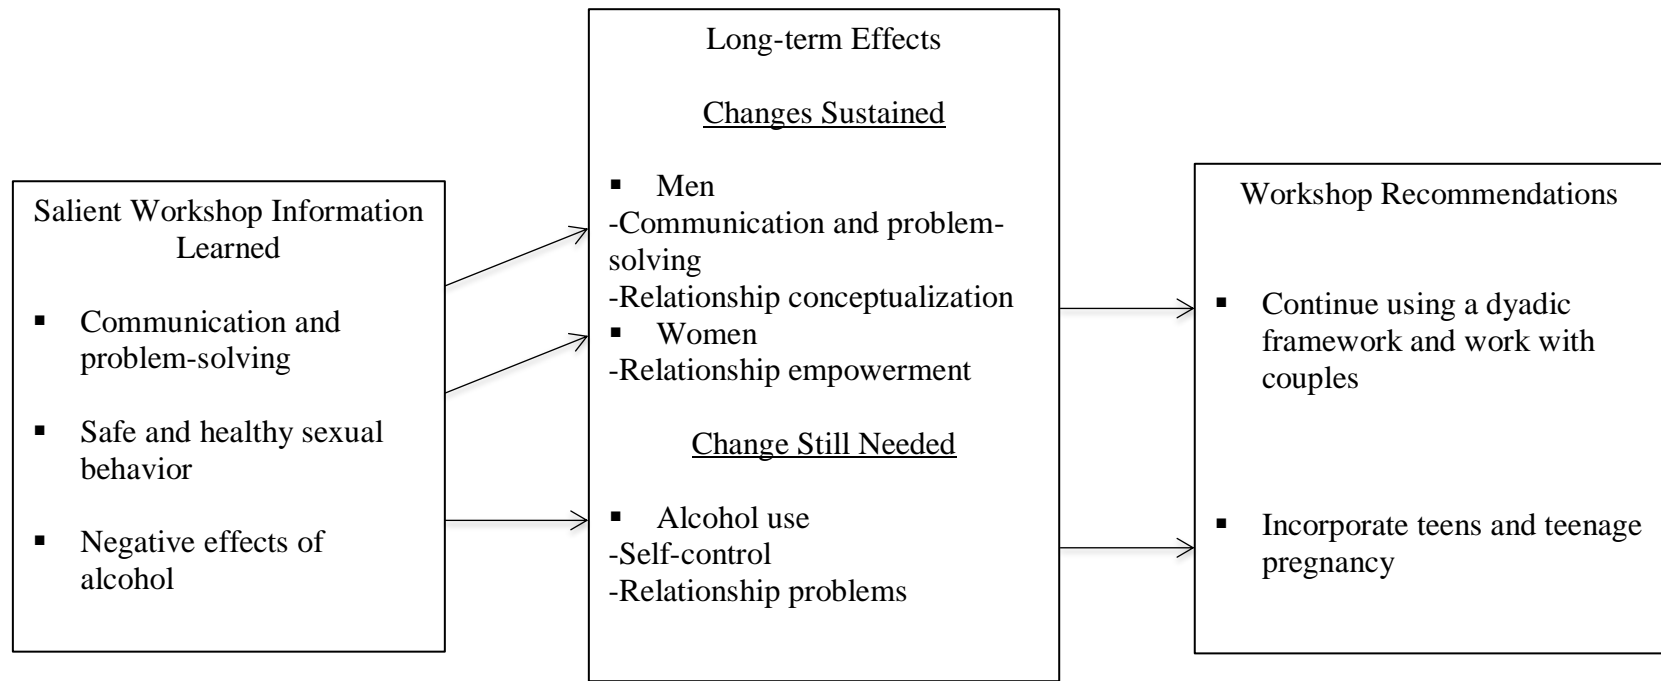 Salient Workshop Information
Learned
▪ Communication and
problem-solving
▪ Safe and healthy sexual
behavior
▪ Negative effects of
alcohol
Long-term Effects
Changes Sustained
▪ Men
-Communication and problem-
solving
-Relationship conceptualization
▪ Women
-Relationship empowerment
Change Still Needed
▪ Alcohol use
-Self-control
-Relationship problems
Workshop Recommendations
▪ Continue using a dyadic
framework and work with
couples
▪ Incorporate teens and teenage
pregnancy